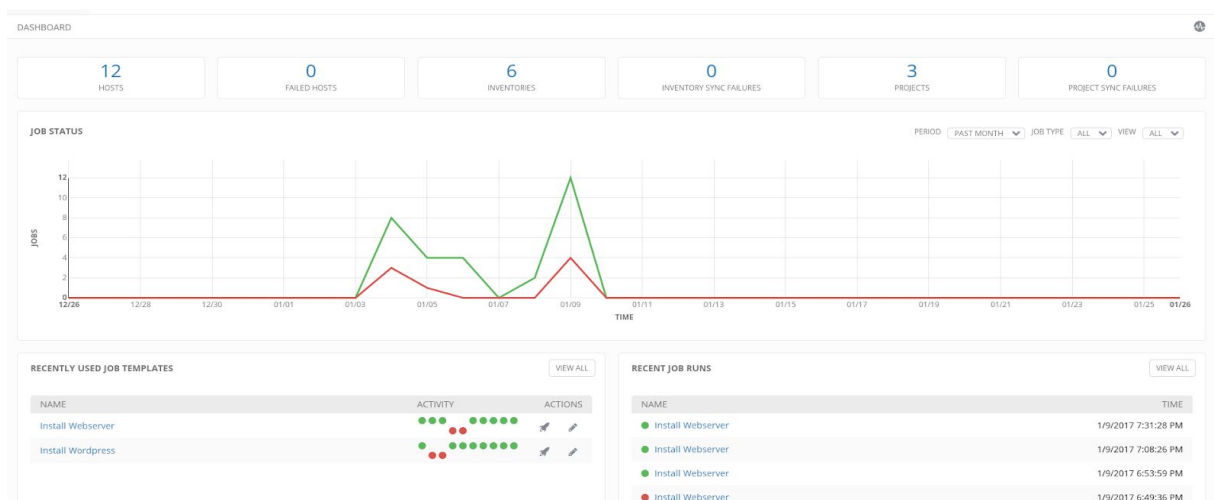 DASHBOARD
12 0 6 0 3 0
HOSTS FAILED HOSTS INVENTORIES INVENTORY SYNC FAILURES PROJECTS PROJECT SYNC FAILURES
JOB STATUS PERIOD PAST MONTH JOB TYPE ALL VIEW ALL
12
10
8
6
4
2
0
JOBS
12/26 12/28 12/30 01/01 01/03 01/05 01/07 01/09 01/11 01/13 01/15 01/17 01/19 01/21 01/23 01/25 01/26
TIME
RECENTLY USED JOB TEMPLATES VIEW ALL
NAME ACTIVITY ACTIONS
Install Webserver
Install Wordpress
RECENT JOB RUNS VIEW ALL
NAME TIME
Install Webserver 1/9/2017 7:31:28 PM
Install Webserver 1/9/2017 7:08:26 PM
Install Webserver 1/9/2017 6:53:59 PM
Install Webserver 1/9/2017 6:49:36 PM